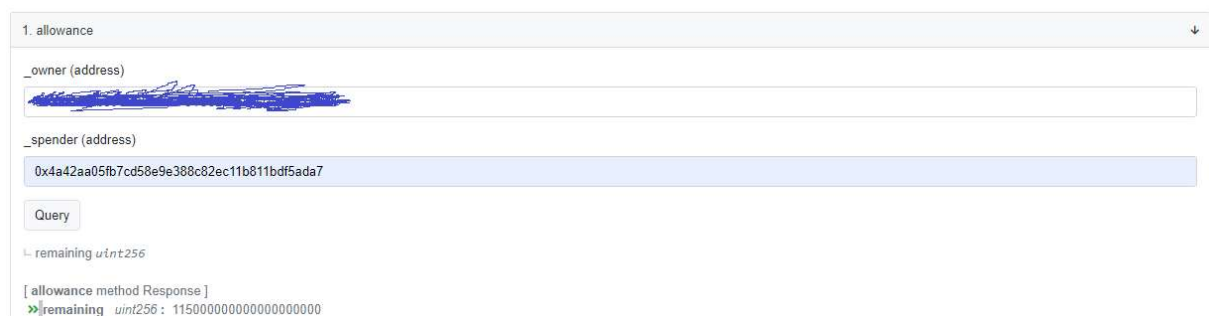 1. allowance
_owner (address)
_spender (address)
0x4a42aa05fb7cd58e9e388c82ec11b811bdf5ada7
Query
remaining uint256
[ allowance method Response ]
>> remaining uint256 : 115000000000000000000